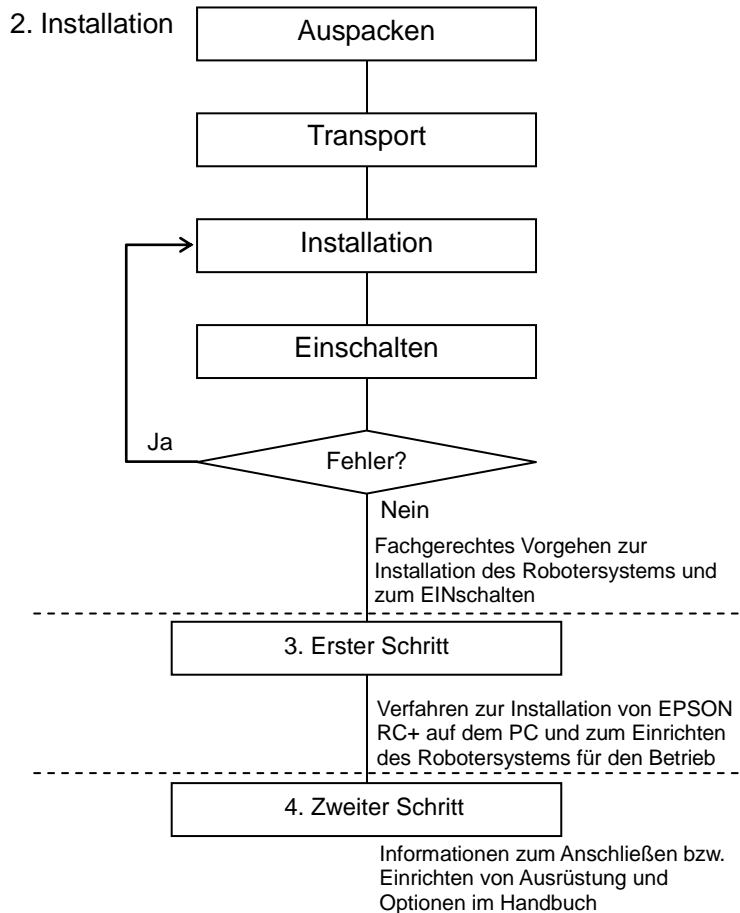 2. Installation
Auspacken
Transport
Installation
Einschalten
Ja
Fehler?
Nein
Fachgerechtes Vorgehen zur
Installation des Robotersystems und
zum EINschalten
3. Erster Schritt
Verfahren zur Installation von EPSON
RC+ auf dem PC und zum Einrichten
des Robotersystems für den Betrieb
4. Zweiter Schritt
Informationen zum Anschließen bzw.
Einrichten von Ausrüstung und
Optionen im Handbuch